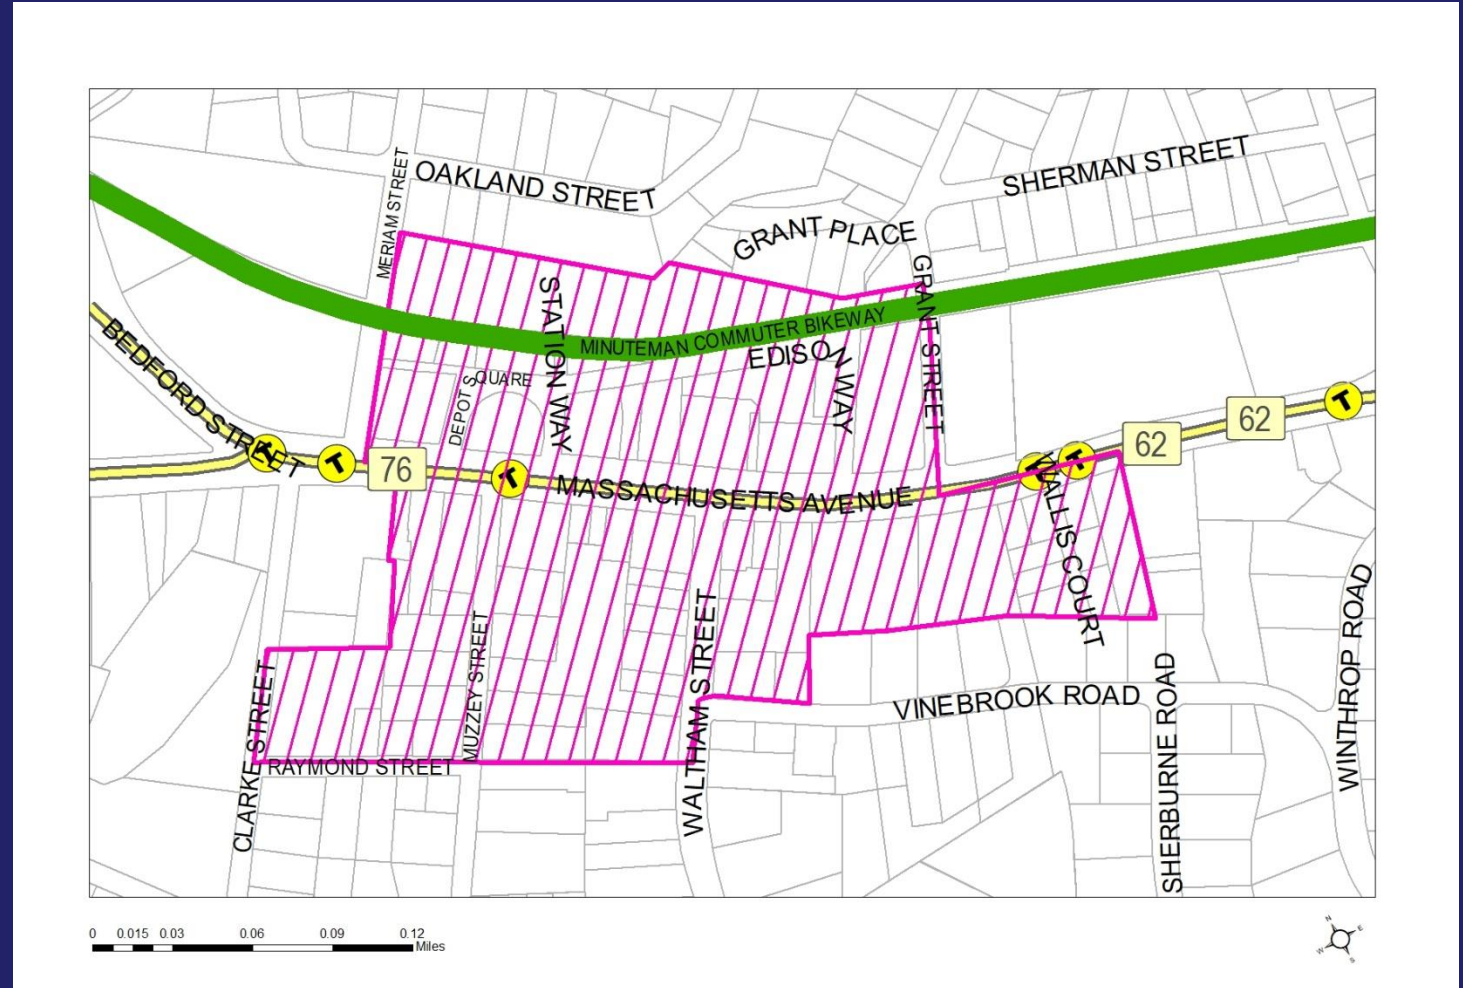 OAKLAND STREET
SHERMAN STREET
MERIAM STREET
GRANT PLACE
GRANT STREET
STATION WAY
MINUTEMAN COMMUTER BIKEWAY
EDISON WAY
BEDFORD STREET
DEPOT SQUARE
T
T
76
T
MASSACHUSETTS AVENUE
T
T
62
62
T
WALLIS COURT
WALTHAM STREET
MUZZEY STREET
CLARKE STREET
RAYMOND STREET
VINEBROOK ROAD
SHERBURNE ROAD
WINTHROP ROAD
0 0.015 0.03 0.06 0.09 0.12
Miles
N
E
W
S